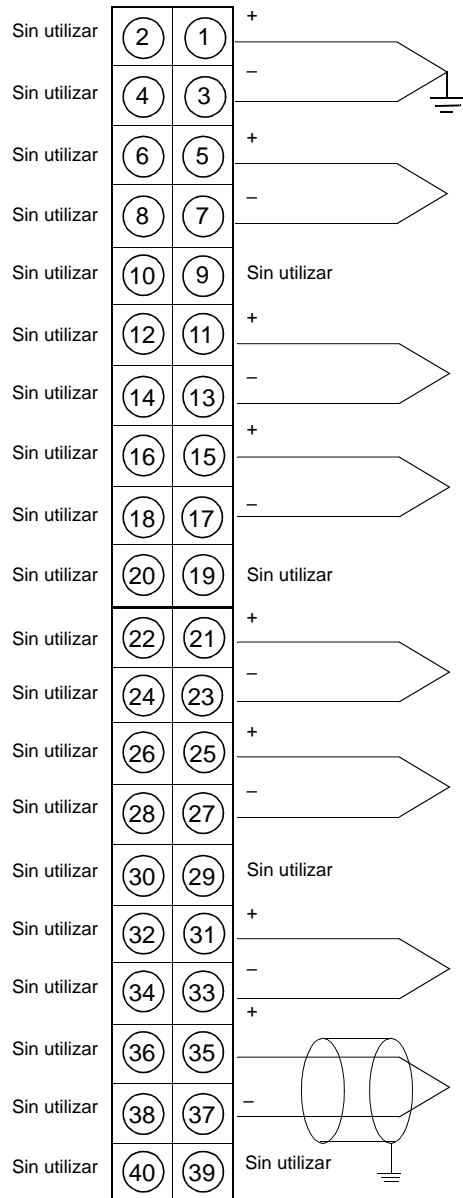 +
Sin utilizar 2 1
–
Sin utilizar 4 3
+
Sin utilizar 6 5
–
Sin utilizar 8 7
Sin utilizar 10 9 Sin utilizar
+
Sin utilizar 12 11
–
Sin utilizar 14 13
+
Sin utilizar 16 15
–
Sin utilizar 18 17
Sin utilizar 20 19 Sin utilizar
+
Sin utilizar 22 21
–
Sin utilizar 24 23
+
Sin utilizar 26 25
–
Sin utilizar 28 27
Sin utilizar 30 29 Sin utilizar
+
Sin utilizar 32 31
–
Sin utilizar 34 33
+
Sin utilizar 36 35
–
Sin utilizar 38 37
Sin utilizar 40 39 Sin utilizar